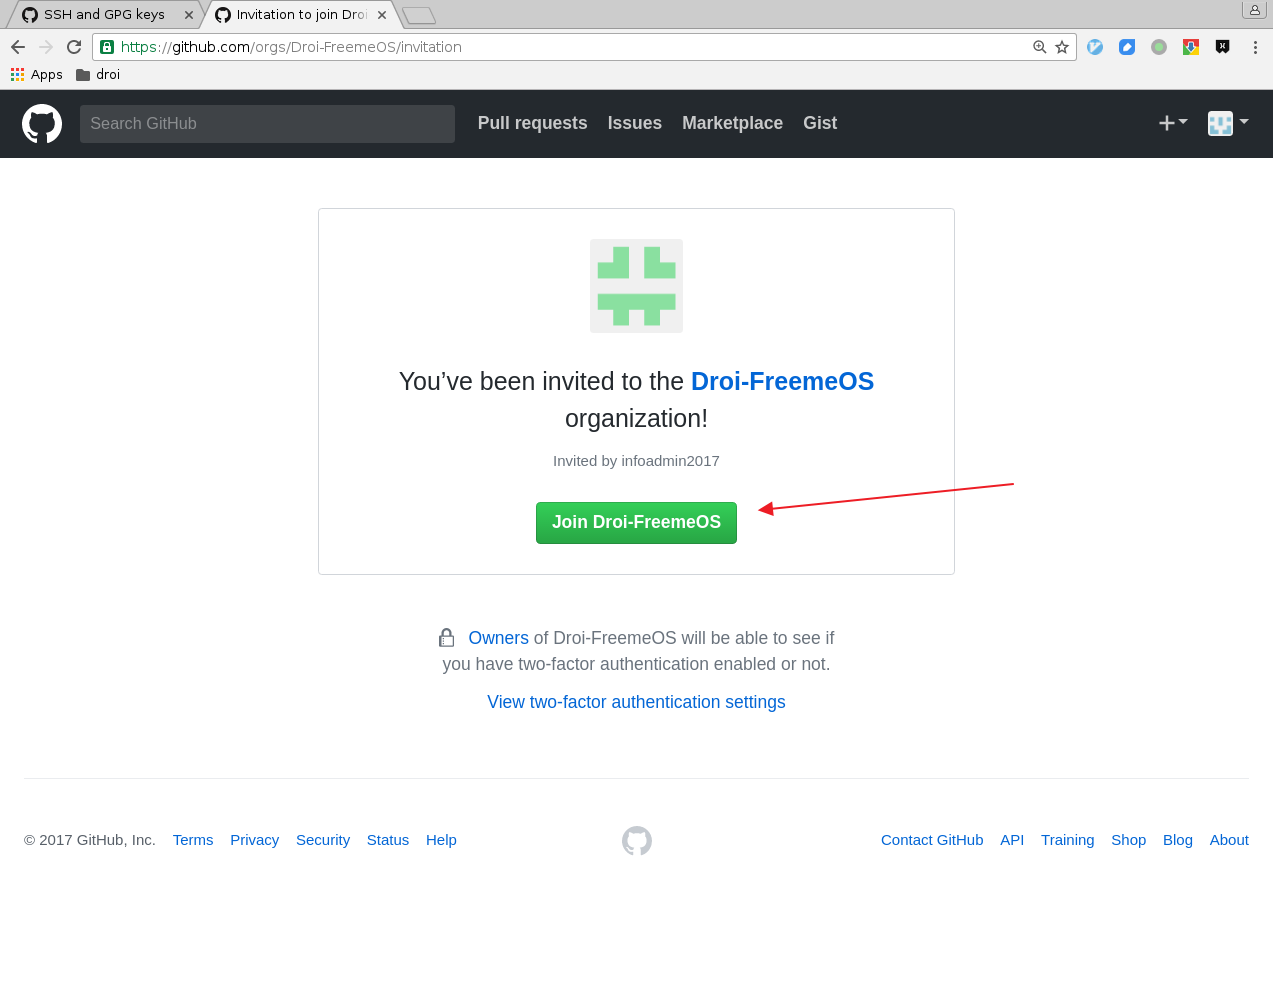 SSH and GPG keys
Invitation to join Droi
https://github.com/orgs/Droi-FreemeOS/invitation
Apps droi
Search GitHub
Pull requests Issues Marketplace Gist
You’ve been invited to the Droi-FreemeOS
organization!
Invited by infoadmin2017
Join Droi-FreemeOS
Owners of Droi-FreemeOS will be able to see if
you have two-factor authentication enabled or not.
View two-factor authentication settings
© 2017 GitHub, Inc. Terms Privacy Security Status Help
Contact GitHub API Training Shop Blog About